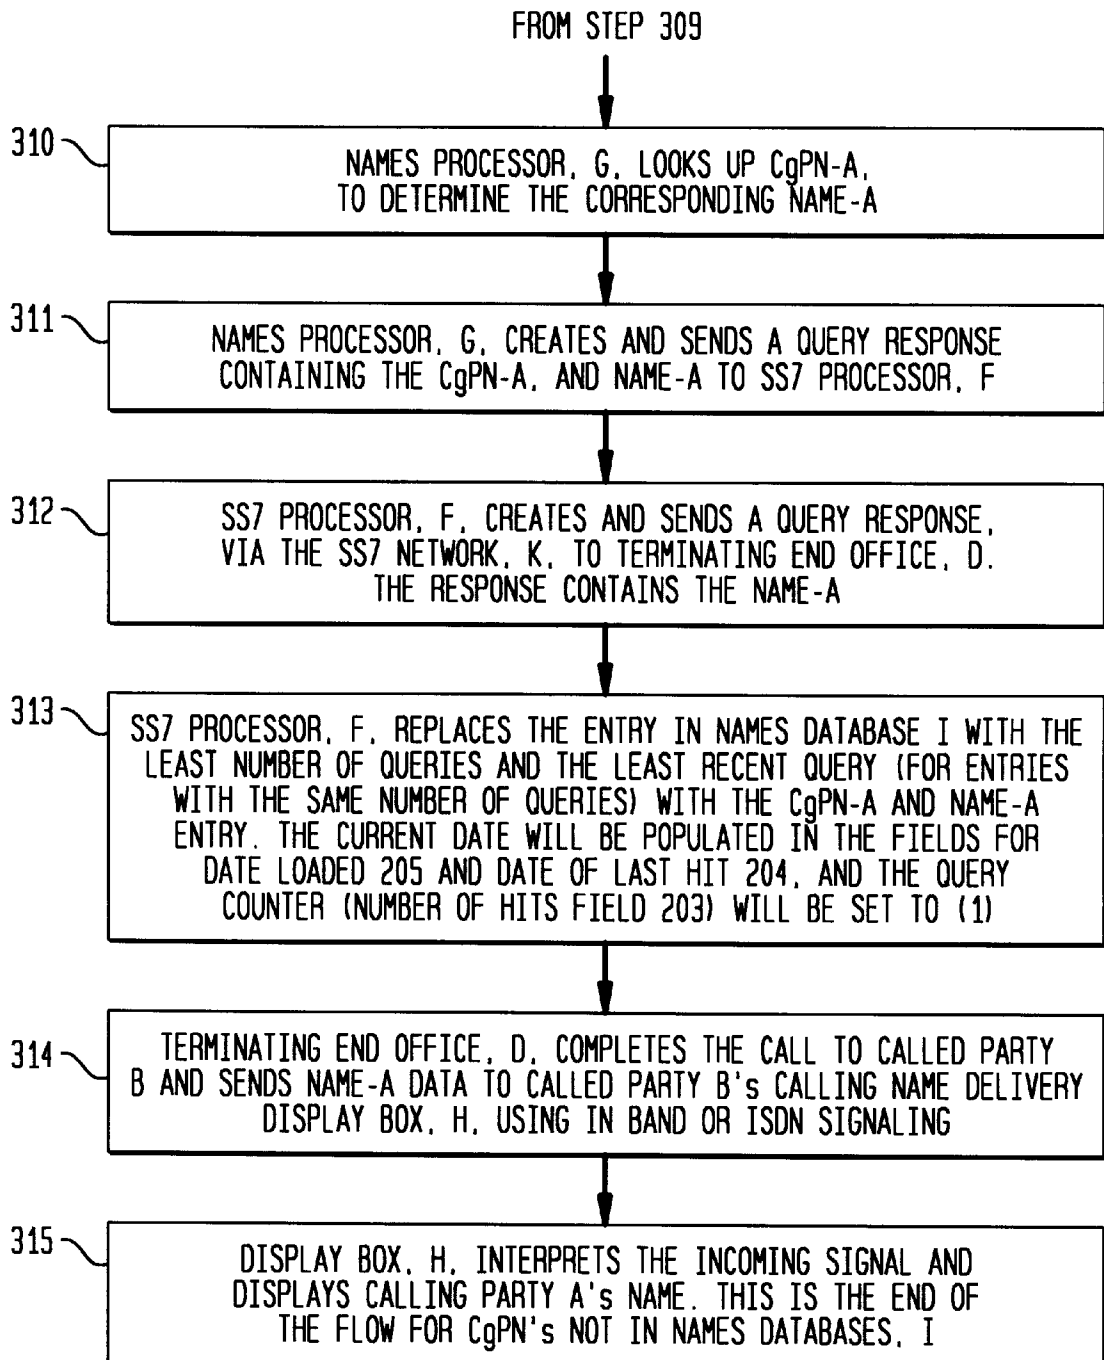 FROM STEP 309
310
NAMES PROCESSOR, G, LOOKS UP CgPN-A,
TO DETERMINE THE CORRESPONDING NAME-A
311
NAMES PROCESSOR, G, CREATES AND SENDS A QUERY RESPONSE
CONTAINING THE CgPN-A, AND NAME-A TO SS7 PROCESSOR, F
312
SS7 PROCESSOR, F, CREATES AND SENDS A QUERY RESPONSE,
VIA THE SS7 NETWORK, K, TO TERMINATING END OFFICE, D.
THE RESPONSE CONTAINS THE NAME-A
313
SS7 PROCESSOR, F, REPLACES THE ENTRY IN NAMES DATABASE I WITH THE
LEAST NUMBER OF QUERIES AND THE LEAST RECENT QUERY (FOR ENTRIES
WITH THE SAME NUMBER OF QUERIES) WITH THE CgPN-A AND NAME-A
ENTRY. THE CURRENT DATE WILL BE POPULATED IN THE FIELDS FOR
DATE LOADED 205 AND DATE OF LAST HIT 204, AND THE QUERY
COUNTER (NUMBER OF HITS FIELD 203) WILL BE SET TO (1)
314
TERMINATING END OFFICE, D, COMPLETES THE CALL TO CALLED PARTY
B AND SENDS NAME-A DATA TO CALLED PARTY B's CALLING NAME DELIVERY
DISPLAY BOX, H, USING IN BAND OR ISDN SIGNALING
315
DISPLAY BOX, H, INTERPRETS THE INCOMING SIGNAL AND
DISPLAYS CALLING PARTY A's NAME. THIS IS THE END OF
THE FLOW FOR CgPN's NOT IN NAMES DATABASES, I